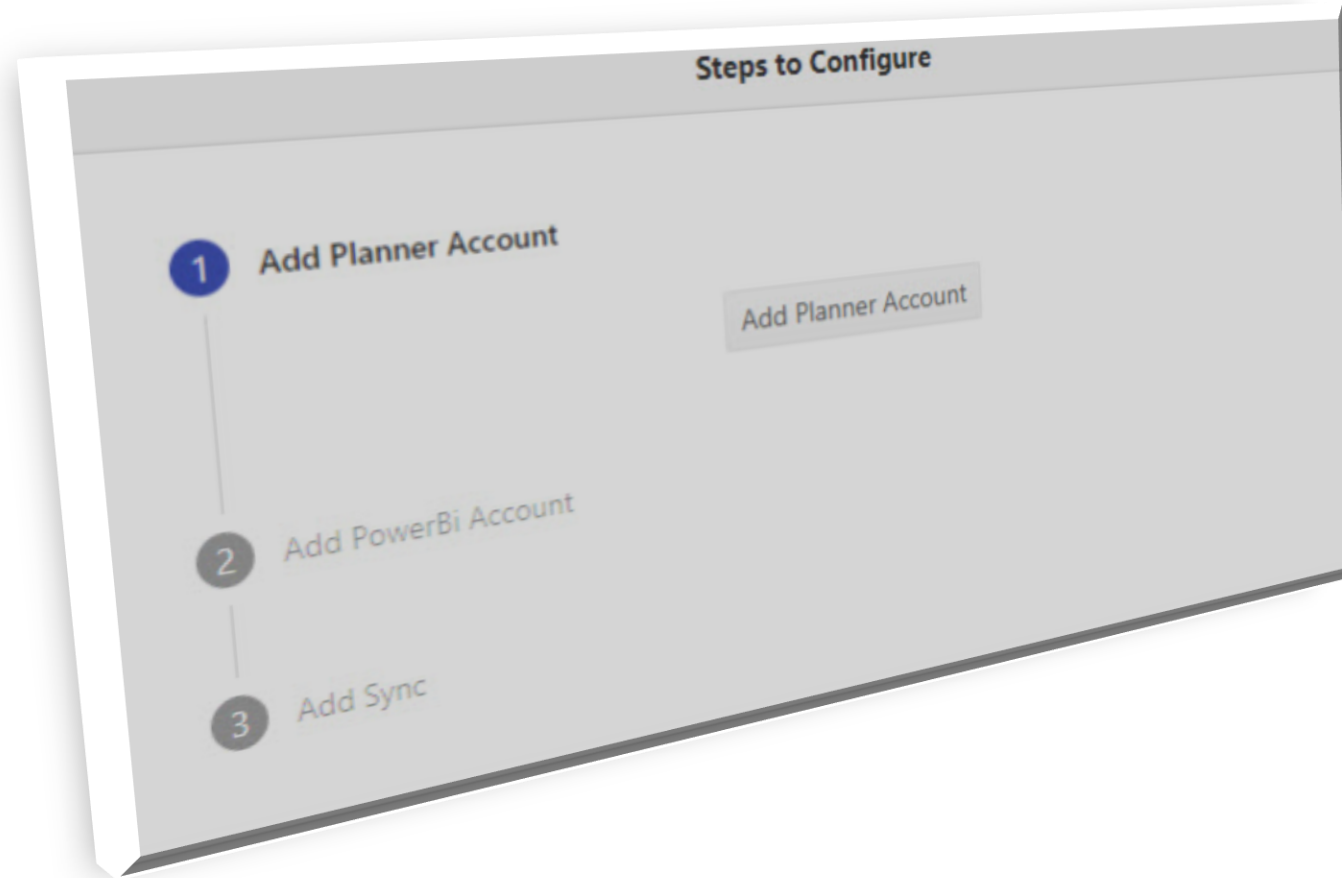 Steps to Configure
1 Add Planner Account
Add Planner Account
2 Add PowerBi Account
3 Add Sync